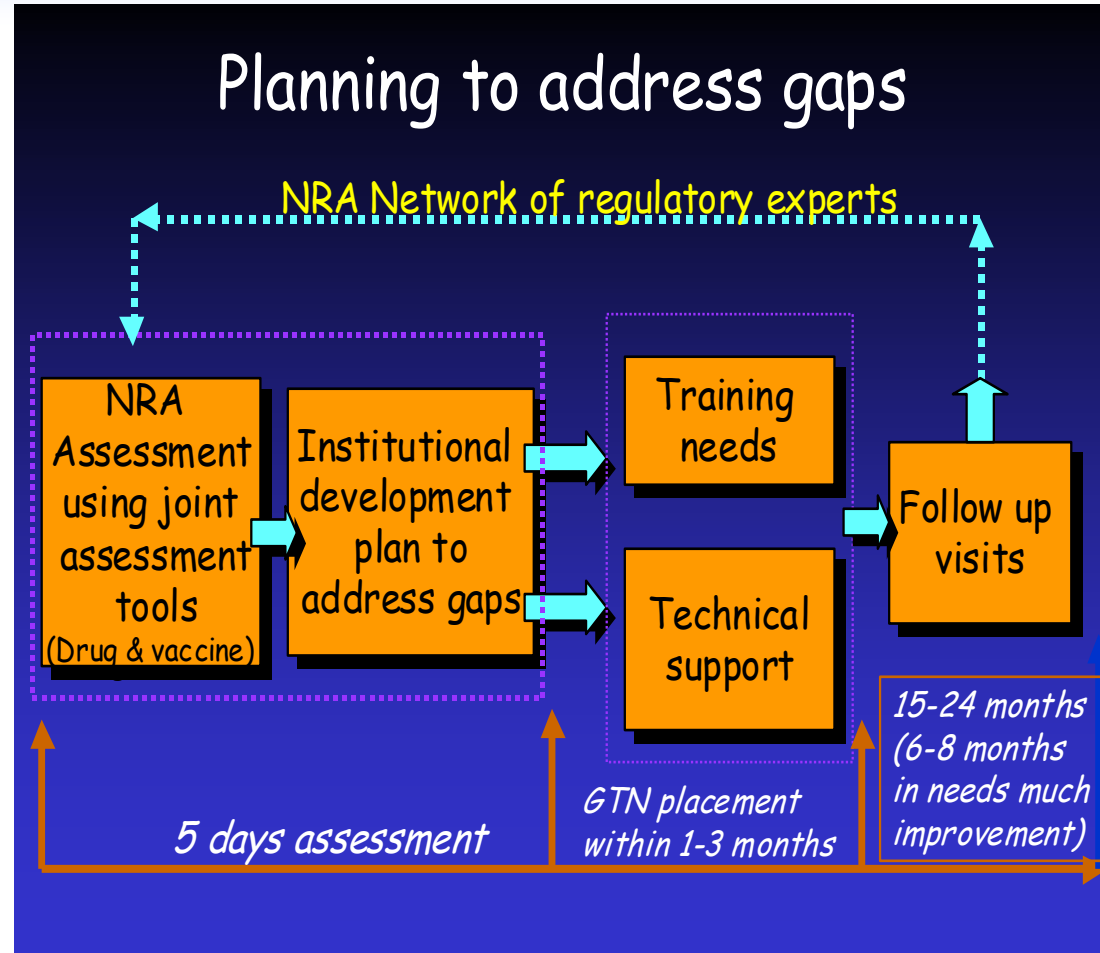 Planning to address gaps
NRA Network of regulatory experts
NRA
Assessment
using joint
assessment
tools
(Drug & vaccine)
Institutional
development
plan to
address gaps
Training
needs
Technical
support
Follow up
visits
5 days assessment
GTN placement
within 1-3 months
15-24 months
(6-8 months
in needs much
improvement)